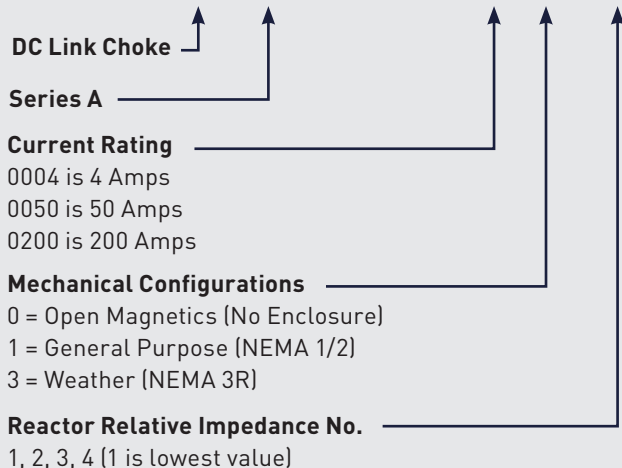 DC Link Choke
Series A
Current Rating
0004 is 4 Amps
0050 is 50 Amps
0200 is 200 Amps
Mechanical Configurations
0 = Open Magnetics (No Enclosure)
1 = General Purpose (NEMA 1/2)
3 = Weather (NEMA 3R)
Reactor Relative Impedance No.
1, 2, 3, 4 (1 is lowest value)